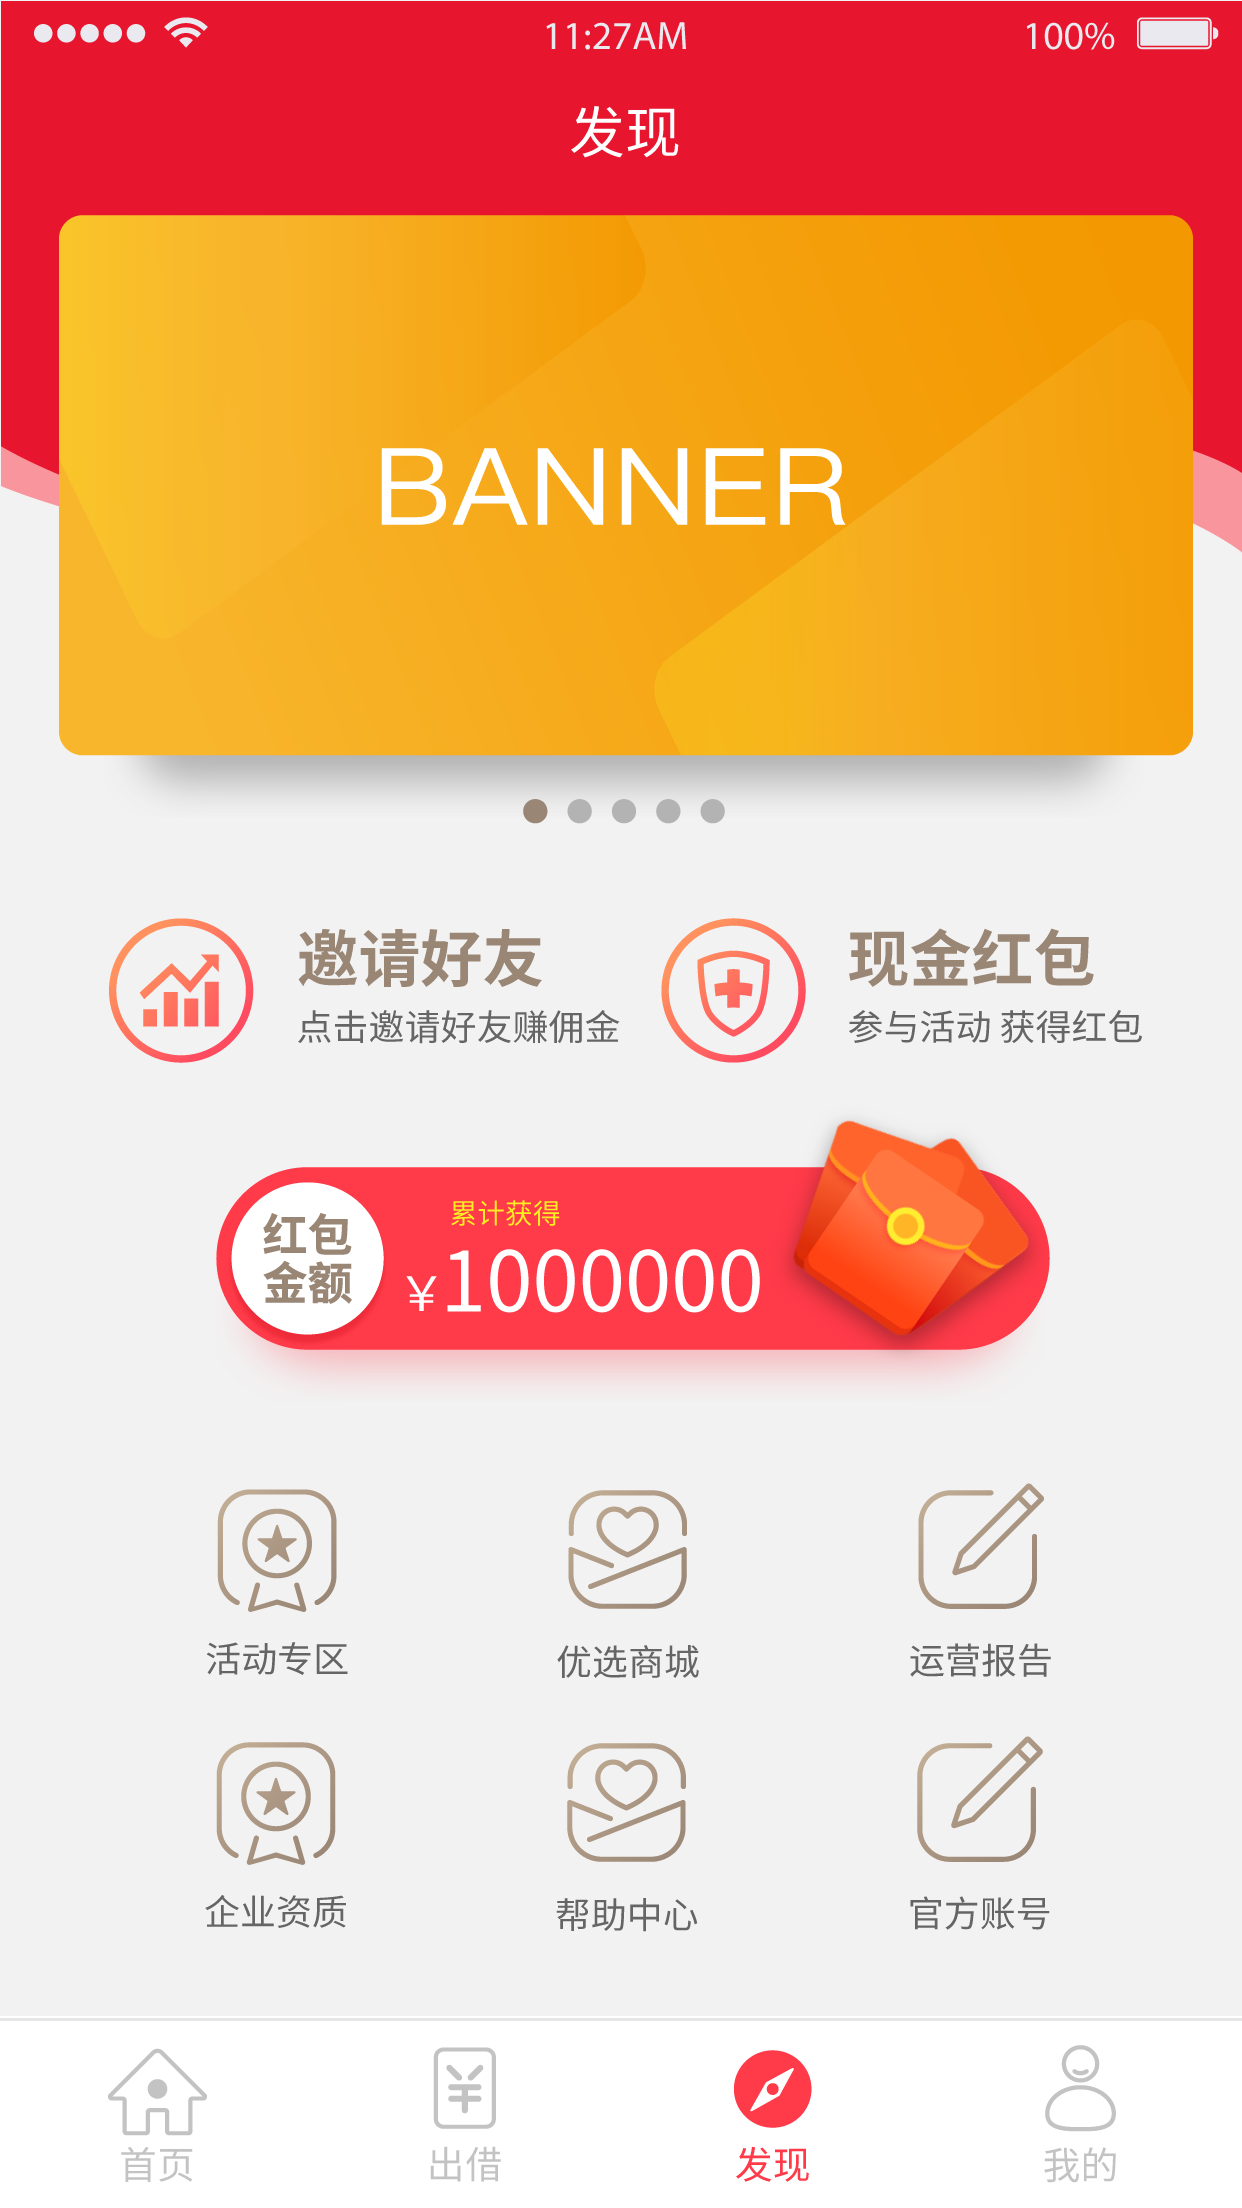 11:27AM
100%
发现
BANNER
邀请好友
点击邀请好友赚佣金
现金红包
参与活动 获得红包
红包
金额
累计获得
¥1000000
活动专区
优选商城
运营报告
企业资质
帮助中心
官方账号
首页
出借
发现
我的